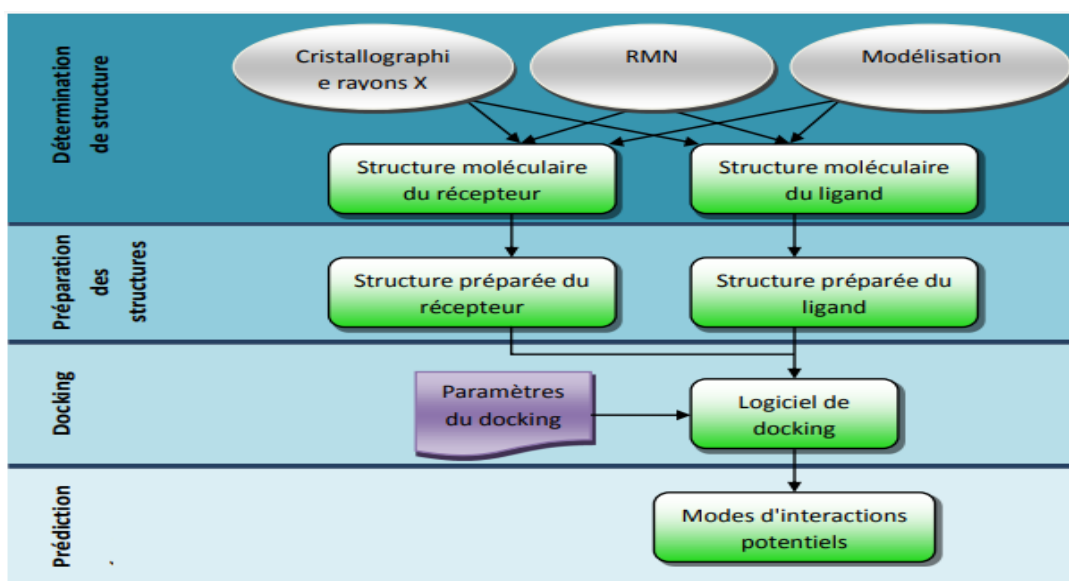 Détermination
de structure
Cristallographi
e rayons X
RMN
Modélisation
Structure moléculaire
du récepteur
Structure moléculaire
du ligand
Préparation
des
structures
Structure préparée du
récepteur
Structure préparée du
ligand
Docking
Paramètres
du docking
Logiciel de
docking
Prédiction
Modes d'interactions
potentiels